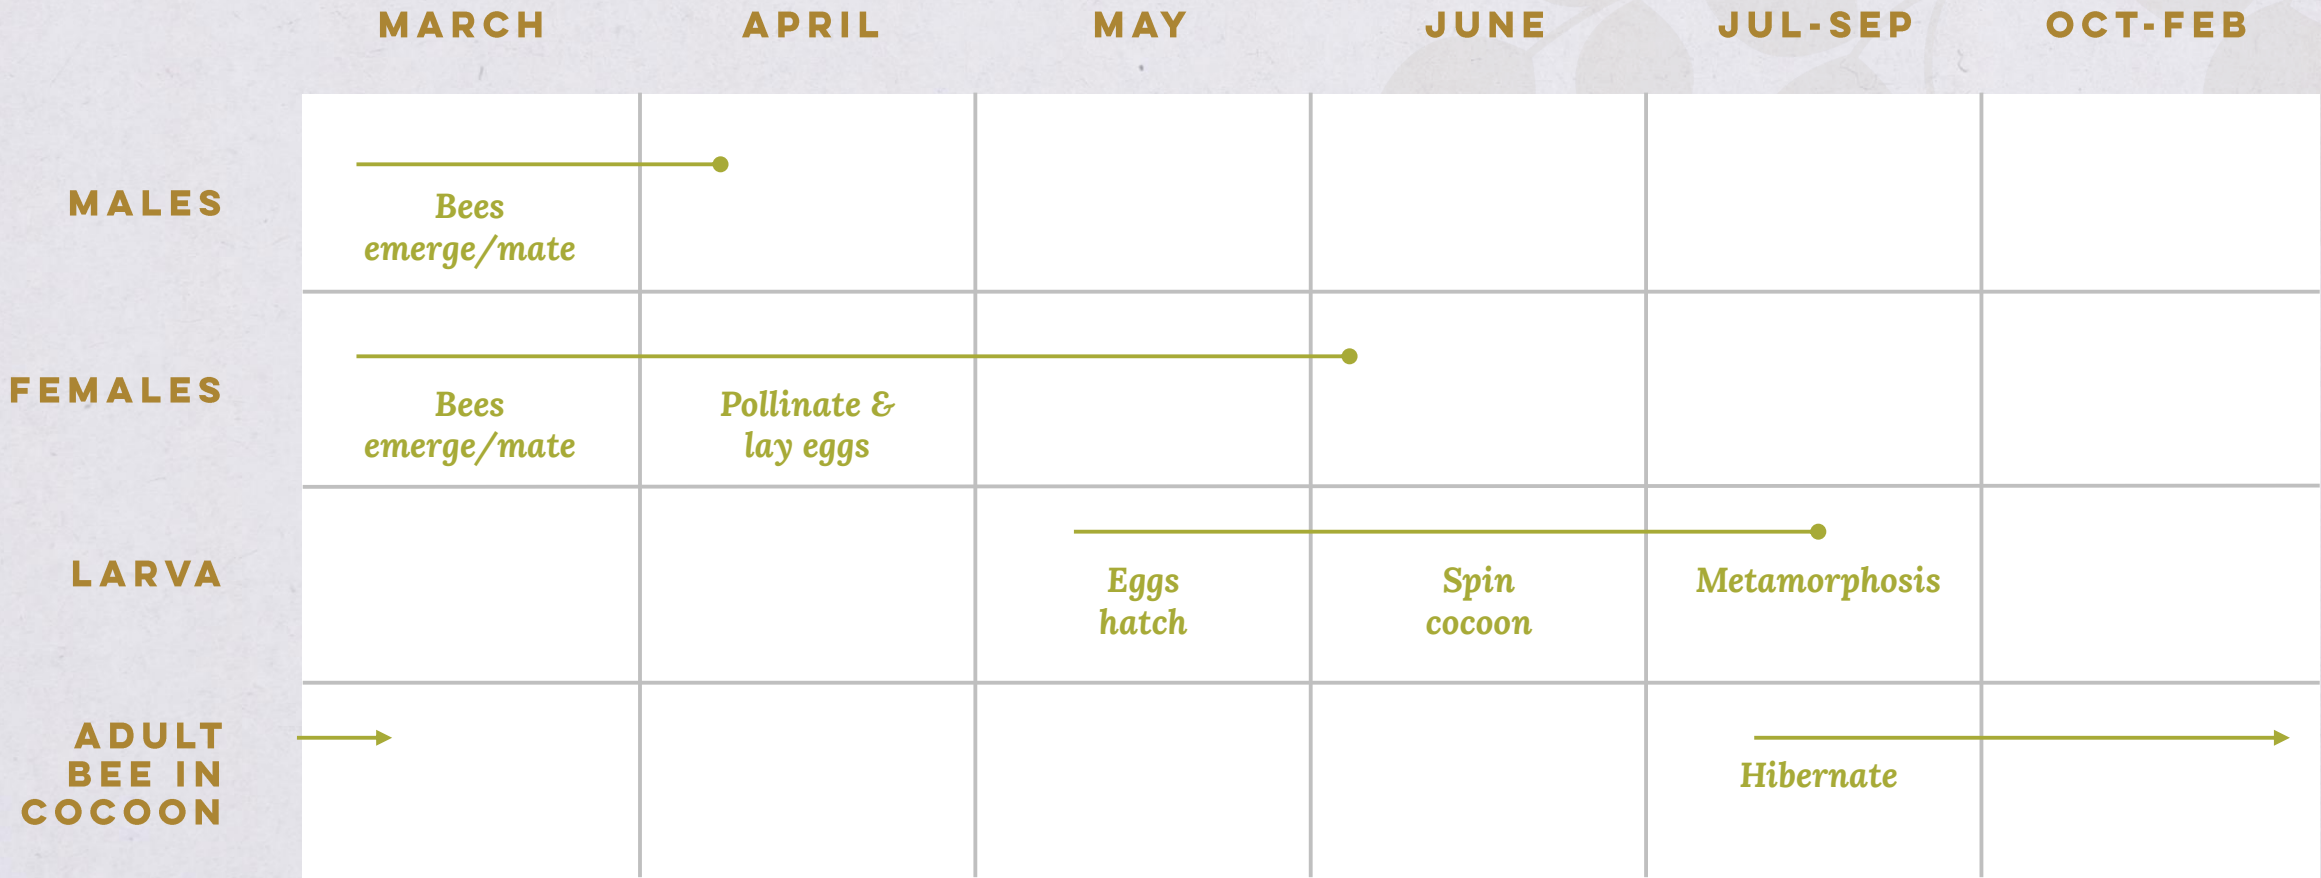 MARCH APRIL MAY JUNE JUL-SEP OCT-FEB
MALES
Bees
emerge/mate
FEMALES
Bees
emerge/mate
Pollinate &
lay eggs
LARVA
Eggs
hatch
Spin
cocoon
Metamorphosis
ADULT
BEE IN
COCOON
Hibernate